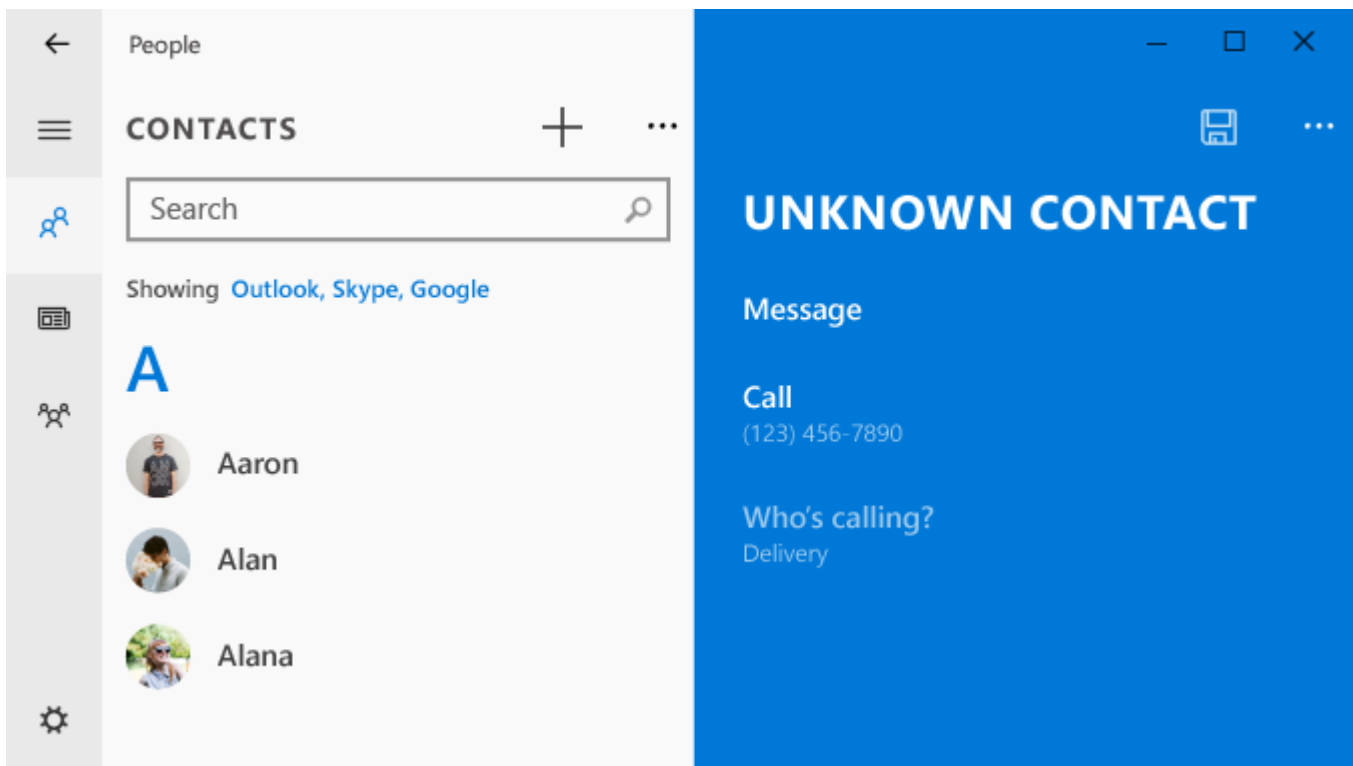 People
CONTACTS
Search
Showing Outlook, Skype, Google
A
Aaron
Alan
Alana
UNKNOWN CONTACT
Message
Call
(123) 456-7890
Who's calling?
Delivery